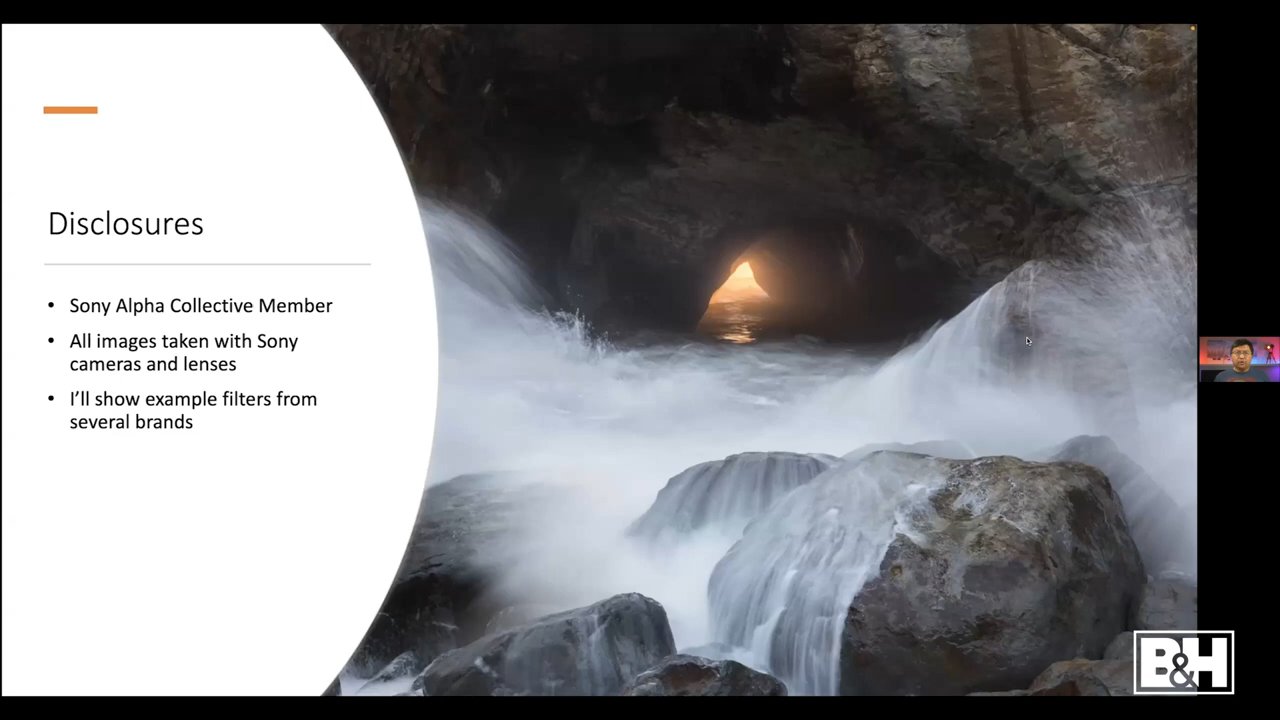 Disclosures
• Sony Alpha Collective Member
• All images taken with Sony
cameras and lenses
• I'll show example filters from
several brands
B&H